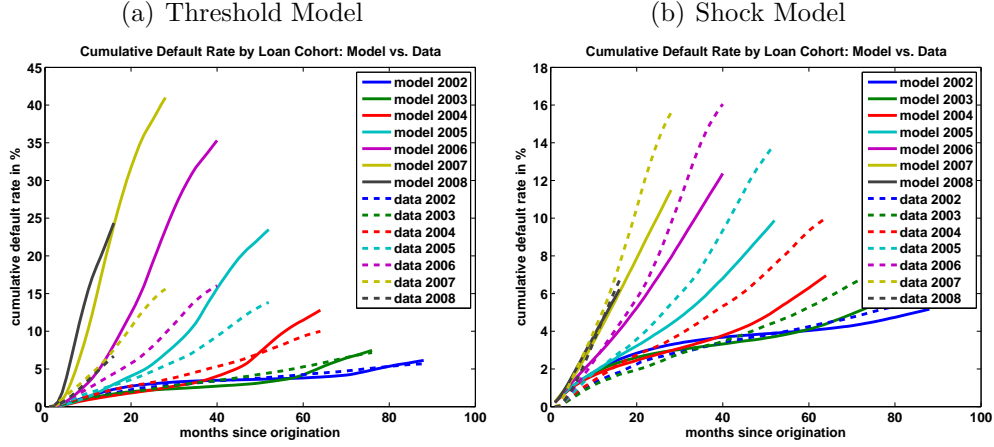 (a) Threshold Model
Cumulative Default Rate by Loan Cohort: Model vs. Data
cumulative default rate in %
45
40
35
30
25
20
15
10
5
0
0 20 40 60 80 100
months since origination
model 2002
model 2003
model 2004
model 2005
model 2006
model 2007
model 2008
data 2002
data 2003
data 2004
data 2005
data 2006
data 2007
data 2008
(b) Shock Model
Cumulative Default Rate by Loan Cohort: Model vs. Data
cumulative default rate in %
18
16
14
12
10
8
6
4
2
0
0 20 40 60 80 100
months since origination
model 2002
model 2003
model 2004
model 2005
model 2006
model 2007
model 2008
data 2002
data 2003
data 2004
data 2005
data 2006
data 2007
data 2008